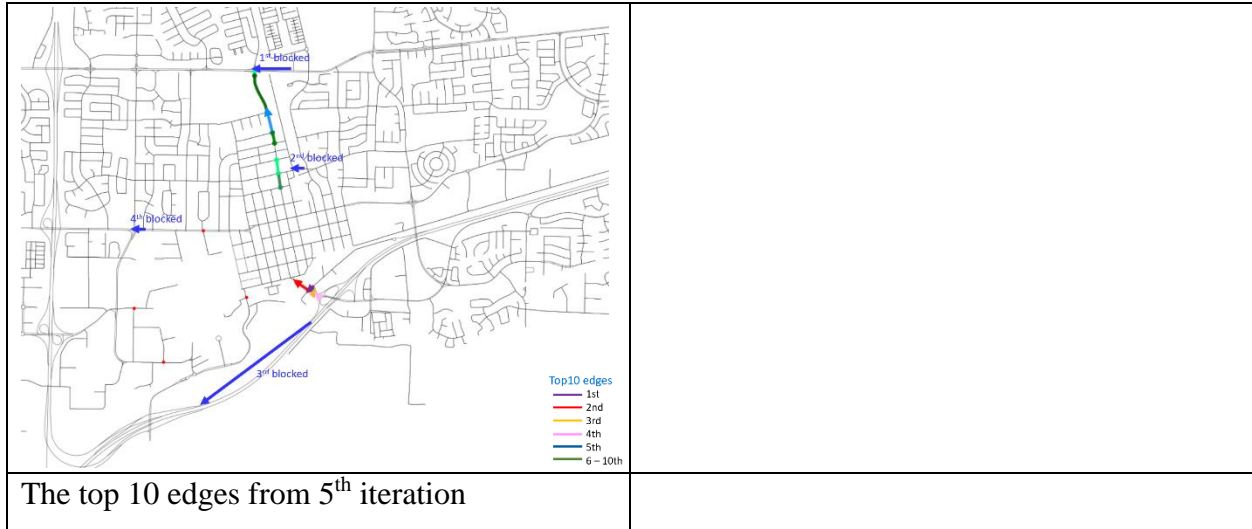 1st blocked
2nd blocked
4th blocked
3rd blocked
Top10 edges
1st
2nd
3rd
4th
5th
6 – 10th
The top 10 edges from 5th iteration